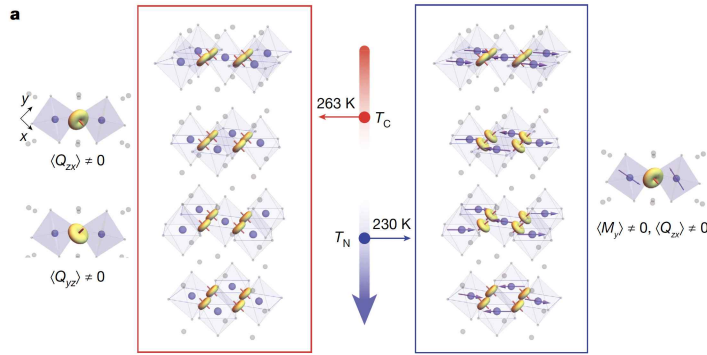 a
y
x
⟨Q_zx⟩ ≠ 0
⟨Q_yz⟩ ≠ 0
263 K
T_C
T_N
230 K
⟨M_y⟩ ≠ 0, ⟨Q_zx⟩ ≠ 0